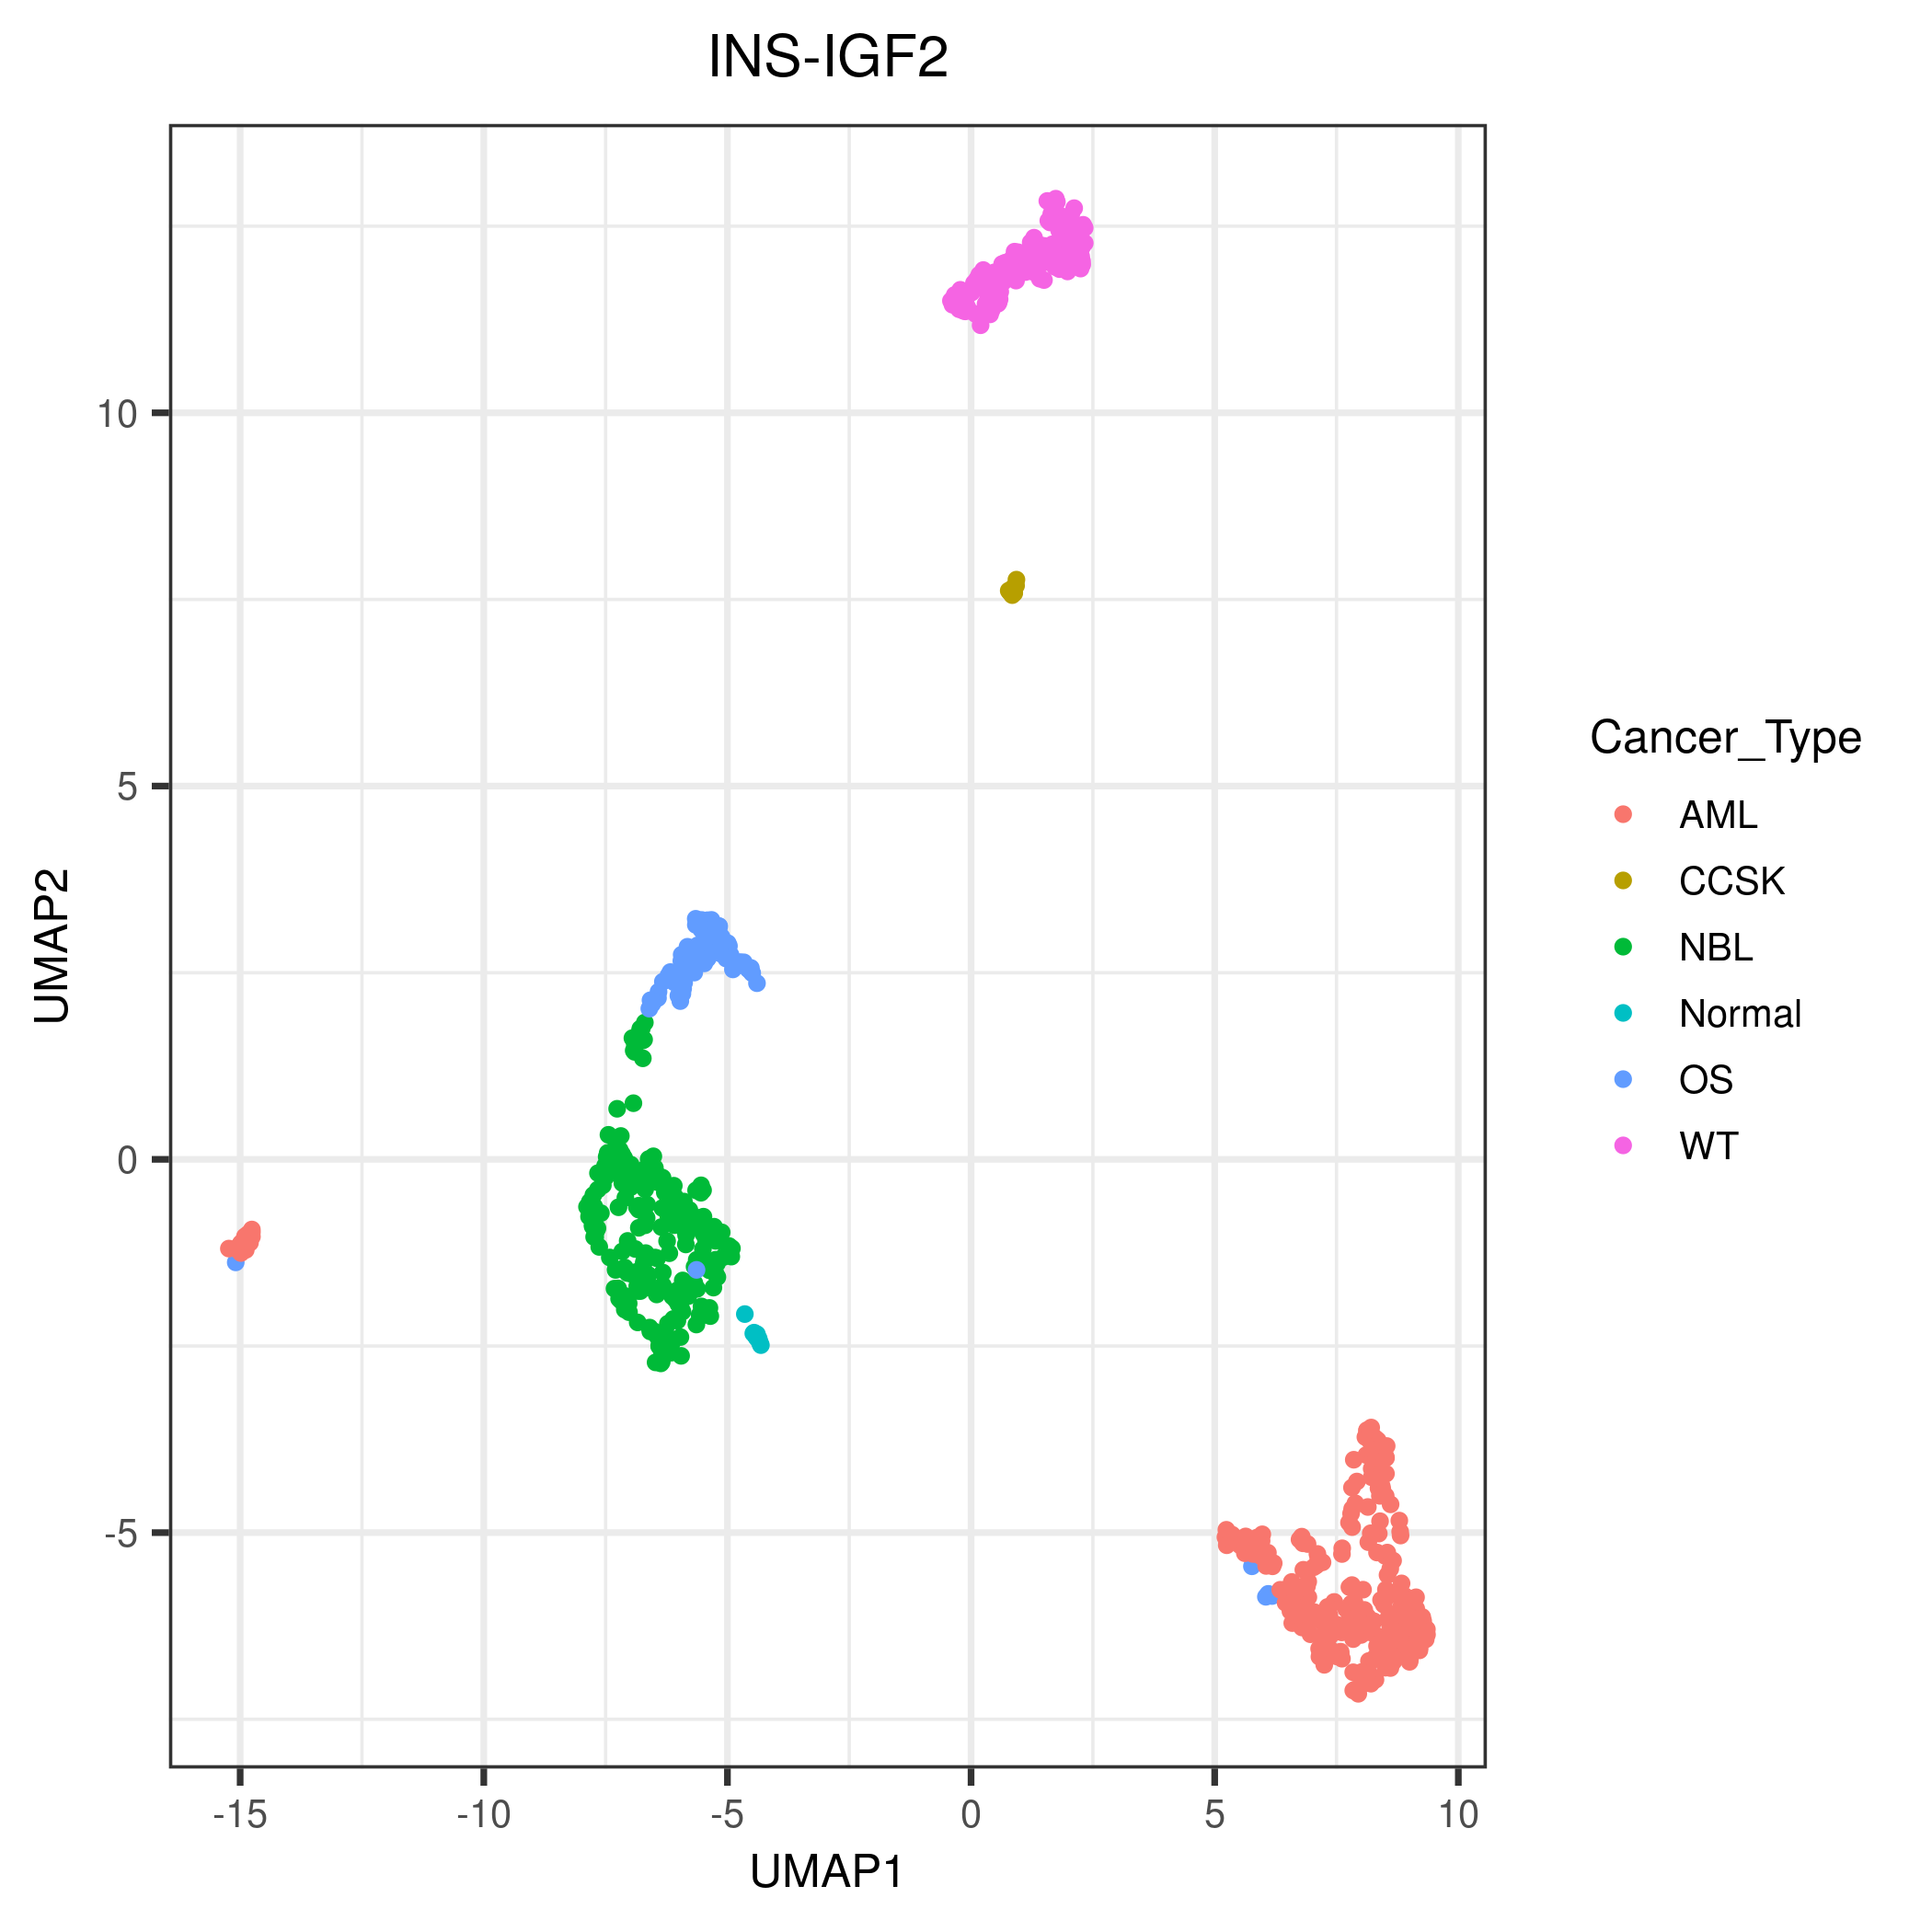 INS-IGF2
10
5
0
-5
UMAP2
-15
-10
-5
0
5
10
UMAP1
Cancer_Type
AML
CCSK
NBL
Normal
OS
WT